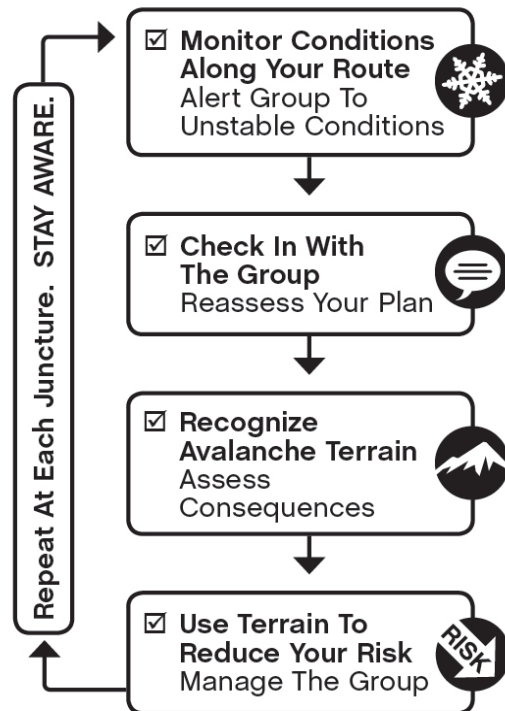 Monitor Conditions
Along Your Route
Alert Group To
Unstable Conditions
Check In With
The Group
Reassess Your Plan
Recognize
Avalanche Terrain
Assess
Consequences
Use Terrain To
Reduce Your Risk
Manage The Group
RISK
Repeat At Each Juncture. STAY AWARE.